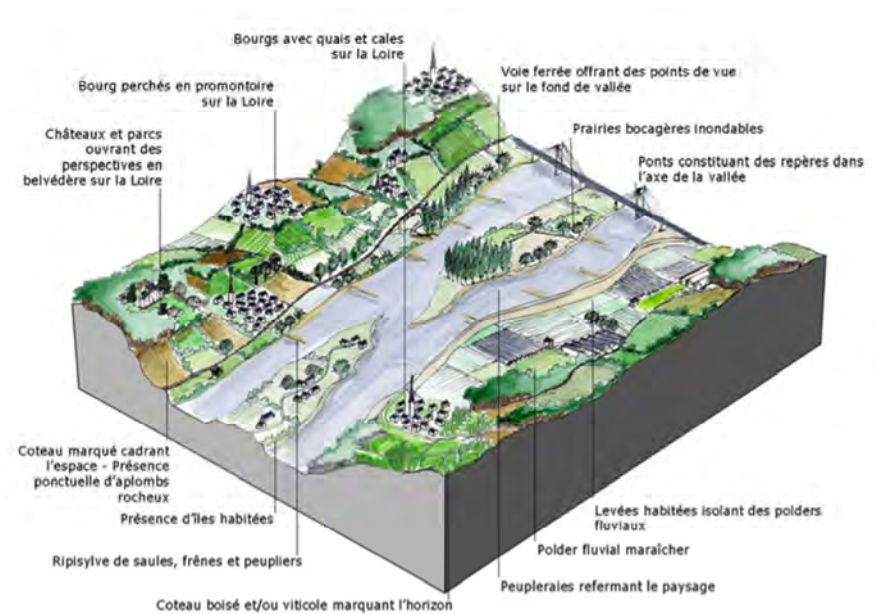 Bourgs avec quais et cales
sur la Loire
Voie ferrée offrant des points de vue
sur le fond de vallée
Bourg perchés en promontoire
sur la Loire
Prairies bocagères inondables
Châteaux et parcs
ouvrant des
perspectives en
belvédère sur la Loire
Ponts constituant des repères dans
l'axe de la vallée
Coteau marqué cadrant
l'espace - Présence
ponctuelle d'aplombs
rocheux
Présence d'îles habitées
Ripisylve de saules, frênes et peupliers
Coteau boisé et/ou viticole marquant l'horizon
Levées habitées isolant des polders
fluviaux
Polder fluvial maraîcher
Peupleraies refermant le paysage